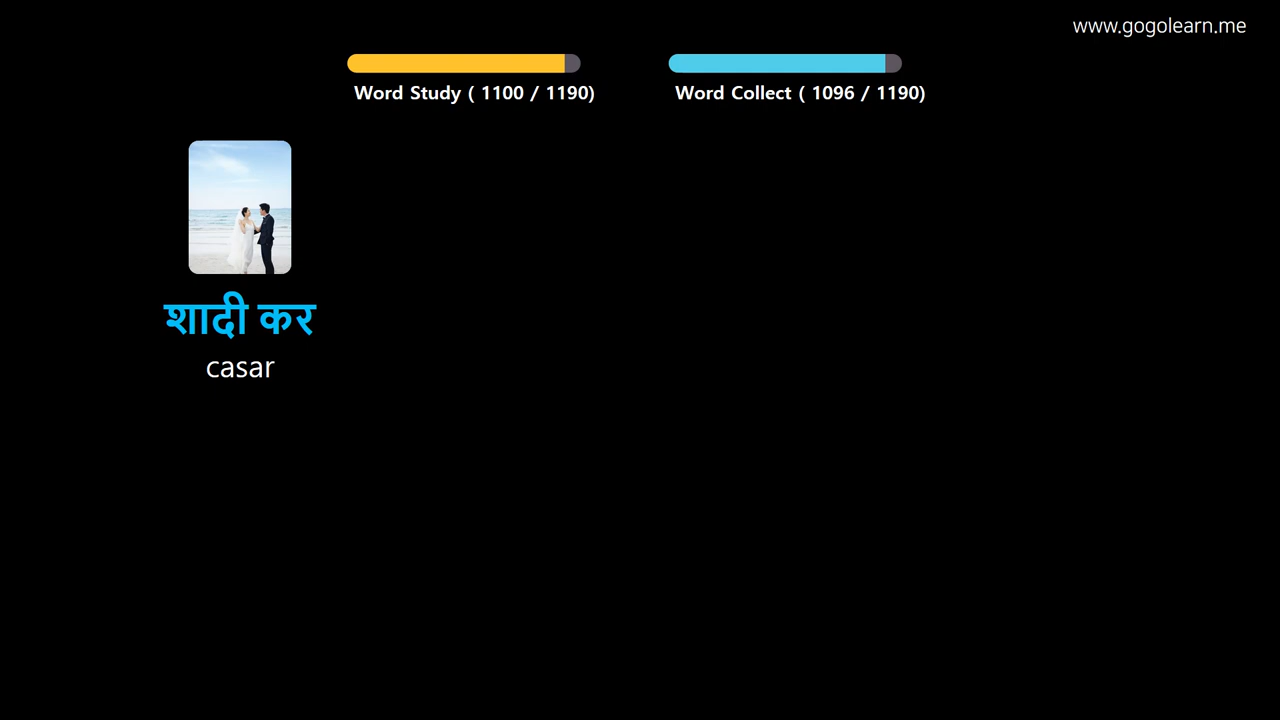 www.gogolearn.me
Word Study ( 1100 / 1190)
Word Collect ( 1096 / 1190)
शादी कर
casar